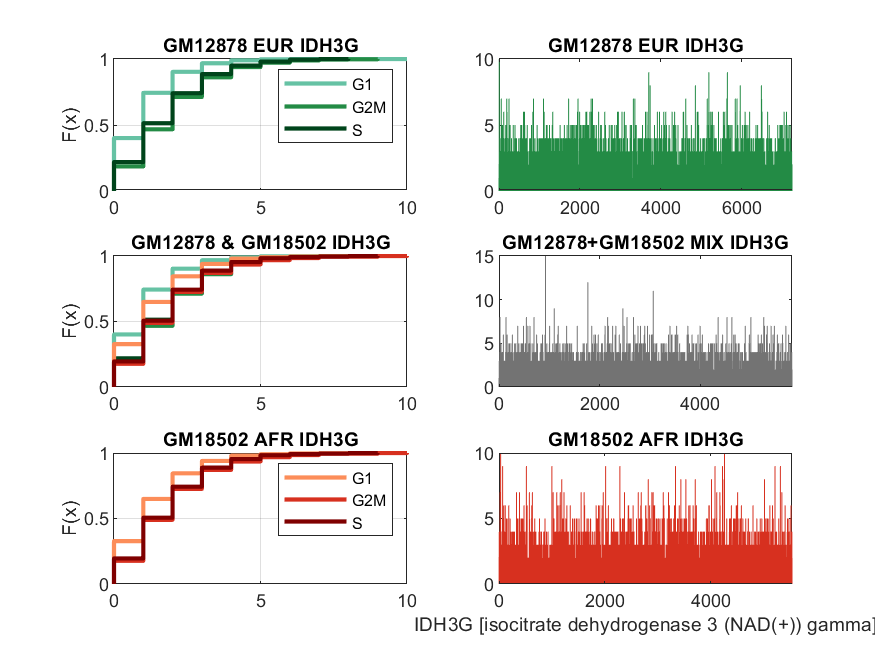 GM12878 EUR IDH3G
1
0.5
0
F(x)
0 5 10
G1
G2M
S
GM12878 EUR IDH3G
10
5
0
0 2000 4000 6000
GM12878 & GM18502 IDH3G
1
0.5
0
F(x)
0 5 10
GM12878+GM18502 MIX IDH3G
15
10
5
0
0 2000 4000
GM18502 AFR IDH3G
1
0.5
0
F(x)
0 5 10
G1
G2M
S
GM18502 AFR IDH3G
10
5
0
0 2000 4000
IDH3G [isocitrate dehydrogenase 3 (NAD(+)) gamma]